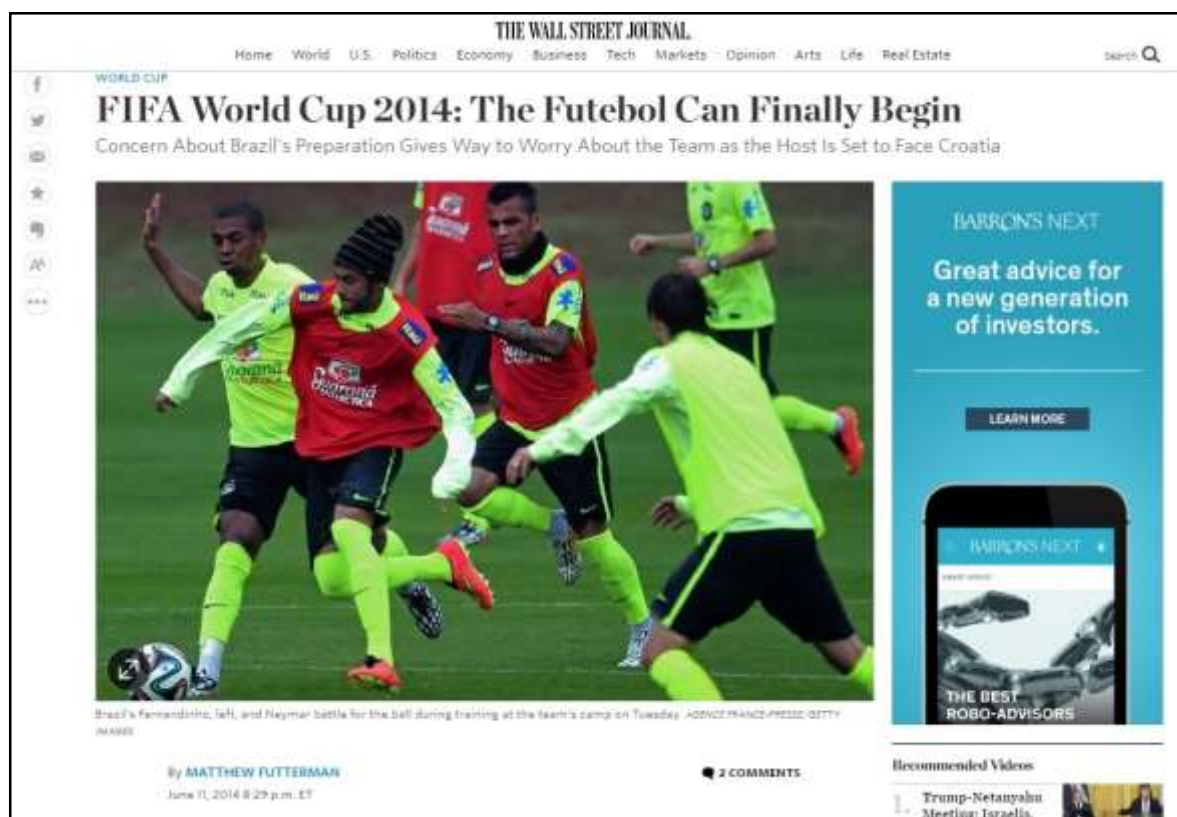 THE WALL STREET JOURNAL.
Home World U.S. Politics Economy Business Tech Markets Opinion Arts Life Real Estate Search
WORLD CUP
FIFA World Cup 2014: The Futebol Can Finally Begin
Concern About Brazil's Preparation Gives Way to Worry About the Team as the Host Is Set to Face Croatia
BARRON'S NEXT
Great advice for
a new generation
of investors.
LEARN MORE
BARRON'S NEXT
THE BEST
ROBO-ADVISORS
Itaú
Itaú
guaraná
guaraná
Brazil's Fernandinho, left, and Neymar battle for the ball during training at the team's camp on Tuesday. AGENCE FRANCE-PRESSE/GETTY
IMAGES
By MATTHEW FUTTERMAN
2 COMMENTS
June 11, 2014 8:29 p.m. ET
Recommended Videos
1. Trump-Netanyahu
Meeting: Israelis,